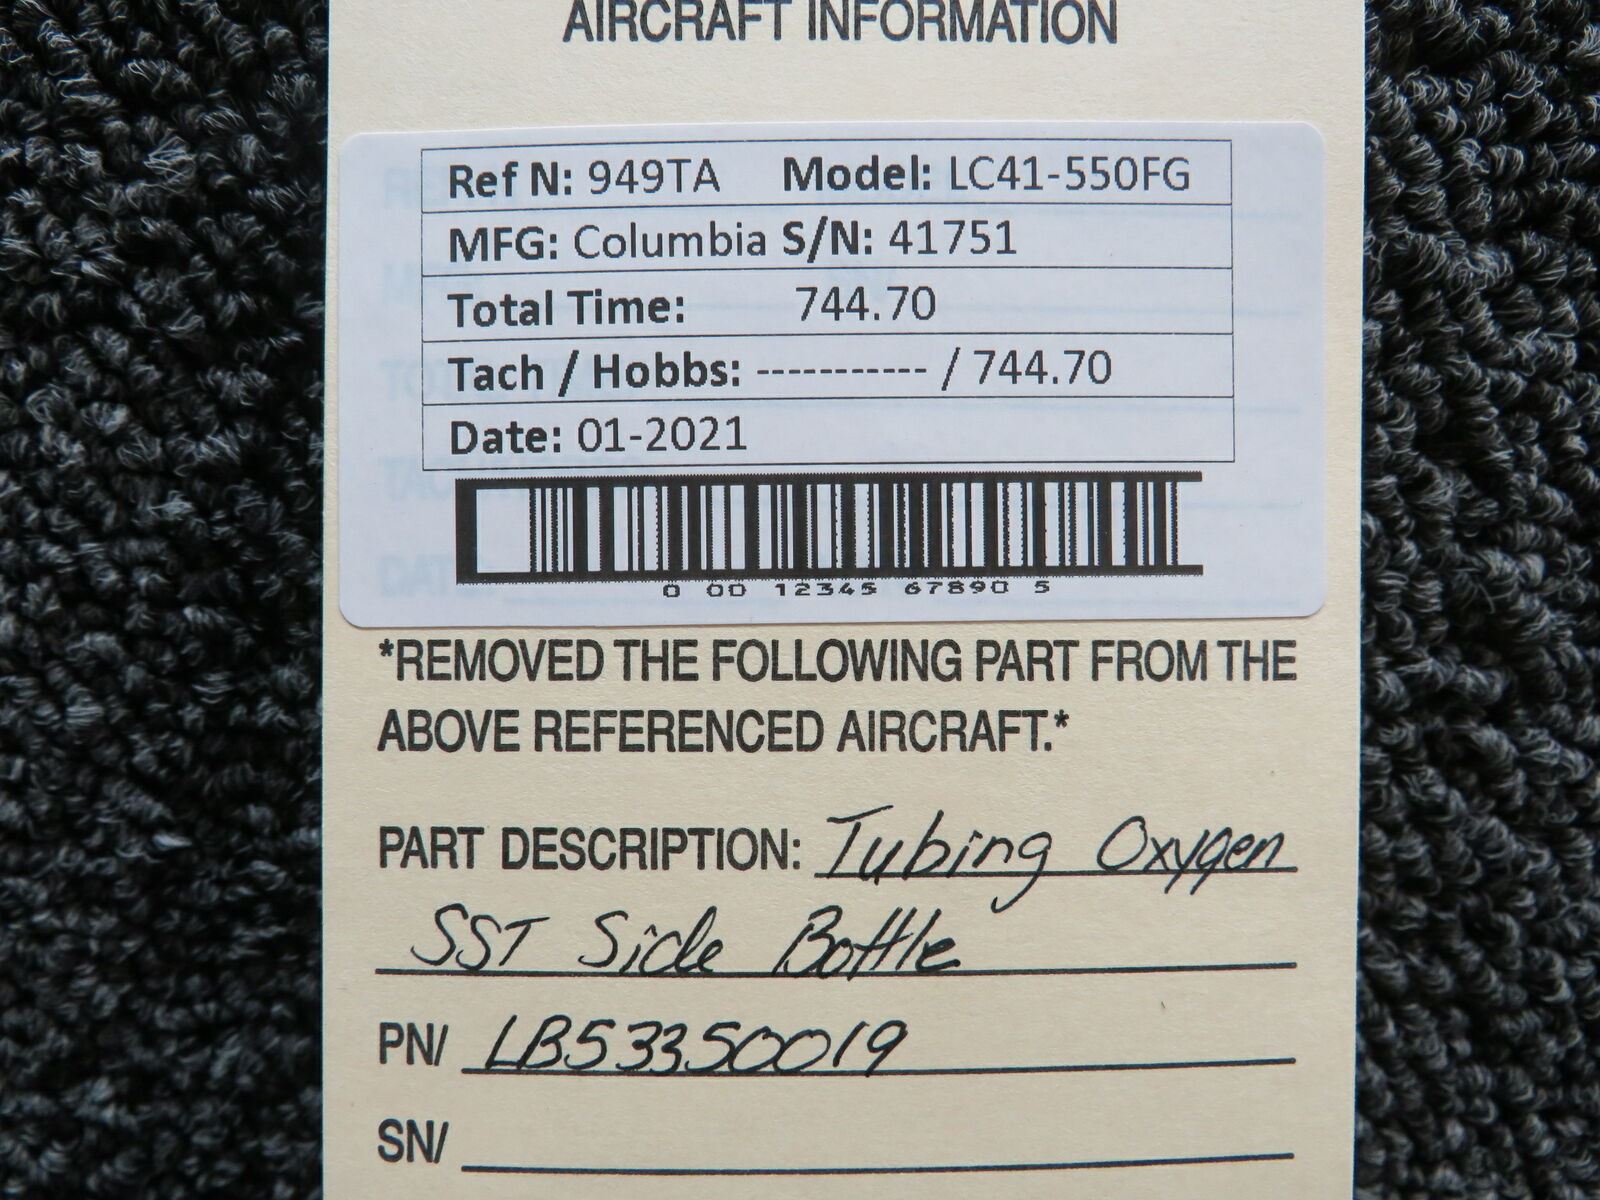 AIRCRAFT INFORMATION
Ref N: 949TA Model: LC41-550FG
MFG: Columbia S/N: 41751
Total Time: 744.70
Tach / Hobbs: ----------- / 744.70
Date: 01-2021
0 00 12345 67890 5
*REMOVED THE FOLLOWING PART FROM THE
ABOVE REFERENCED AIRCRAFT.*
PART DESCRIPTION: Tubing Oxygen
SST Side Bottle
PN/ LB53350019
SN/